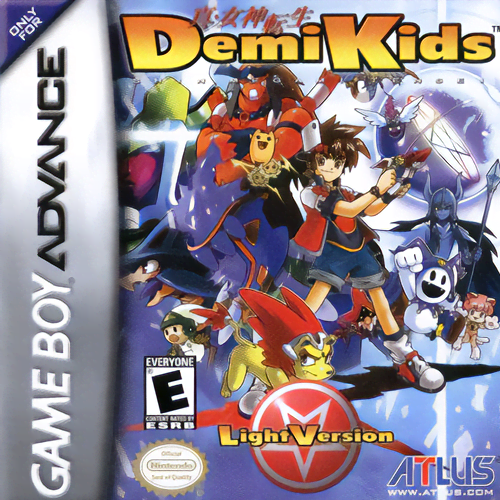 ONLY
FOR
GAME BOY ADVANCE
真・女神転生
DemiKids
TM
EVERYONE
E
CONTENT RATED BY
ESRB
Light Version
Official
Nintendo
Seal of Quality
ATLUS
WWW.ATLUS.COM